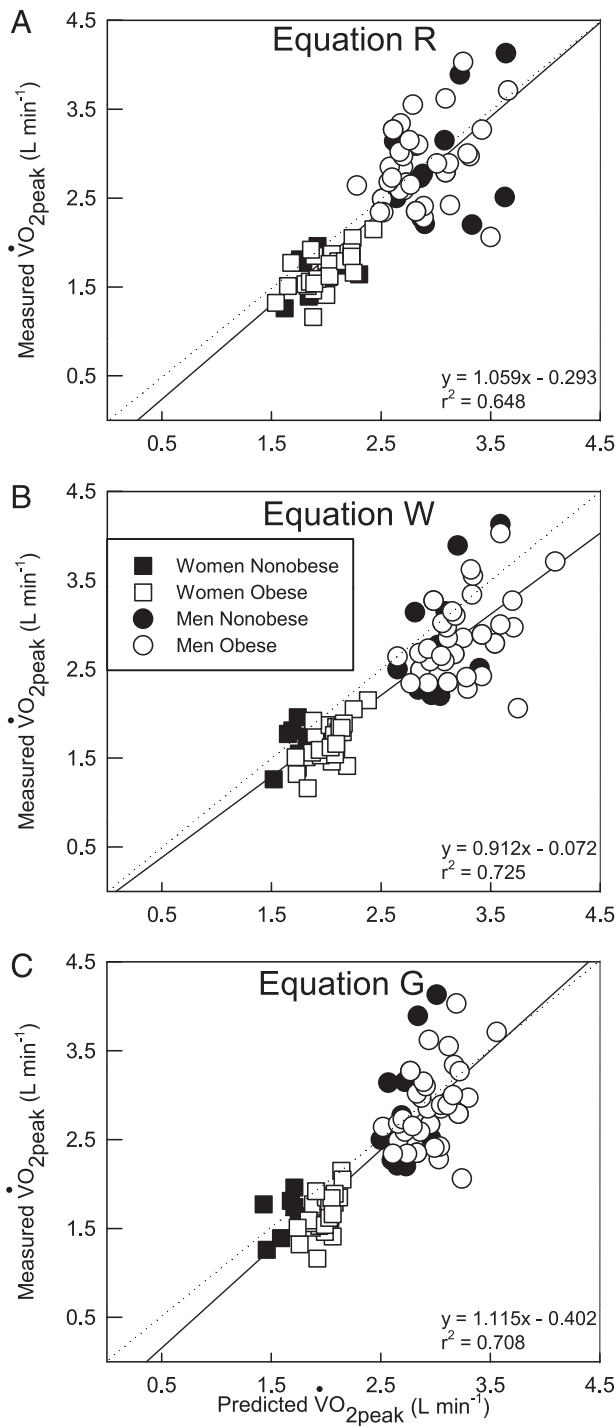 A
Equation R
4.5
3.5
2.5
1.5
0.5
Measured V̇O2peak (L min-1)
y = 1.059x - 0.293
r2 = 0.648
0.5 1.5 2.5 3.5 4.5
B
Equation W
4.5
3.5
2.5
1.5
0.5
Measured V̇O2peak (L min-1)
Women Nonobese
Women Obese
Men Nonobese
Men Obese
y = 0.912x - 0.072
r2 = 0.725
0.5 1.5 2.5 3.5 4.5
C
Equation G
4.5
3.5
2.5
1.5
0.5
Measured V̇O2peak (L min-1)
y = 1.115x - 0.402
r2 = 0.708
0.5 1.5 2.5 3.5 4.5
Predicted V̇O2peak (L min-1)